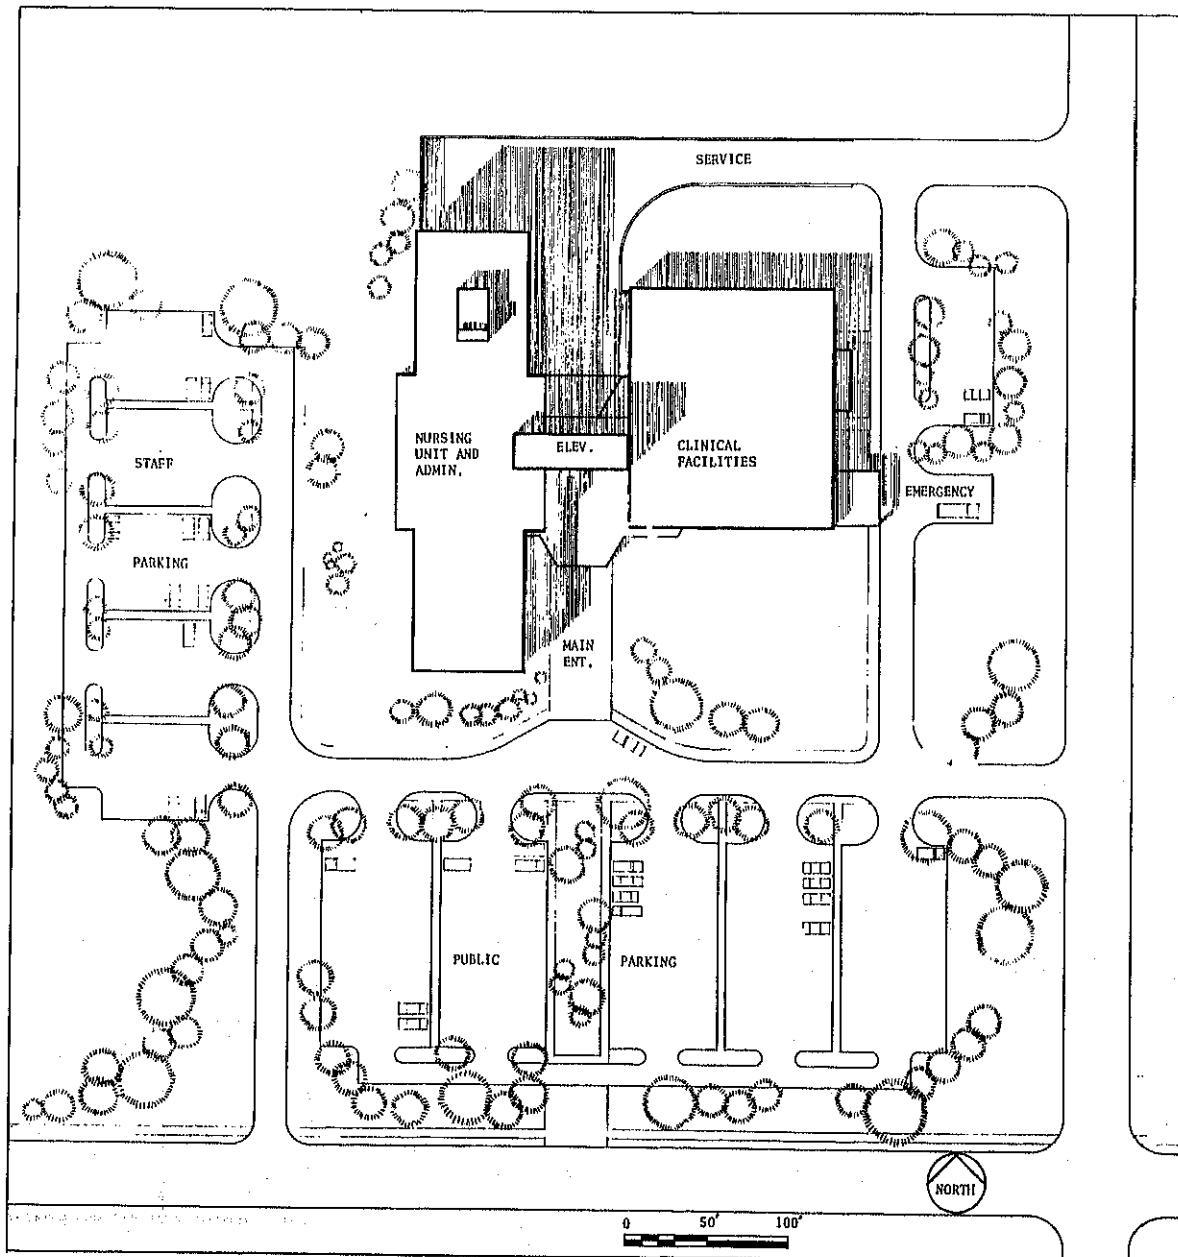 SERVICE
NURSING
UNIT AND
ADMIN.
ELEV.
CLINICAL
FACILITIES
STAFF
EMERGENCY
PARKING
MAIN
ENT.
PUBLIC
PARKING
NORTH
0 50' 100'